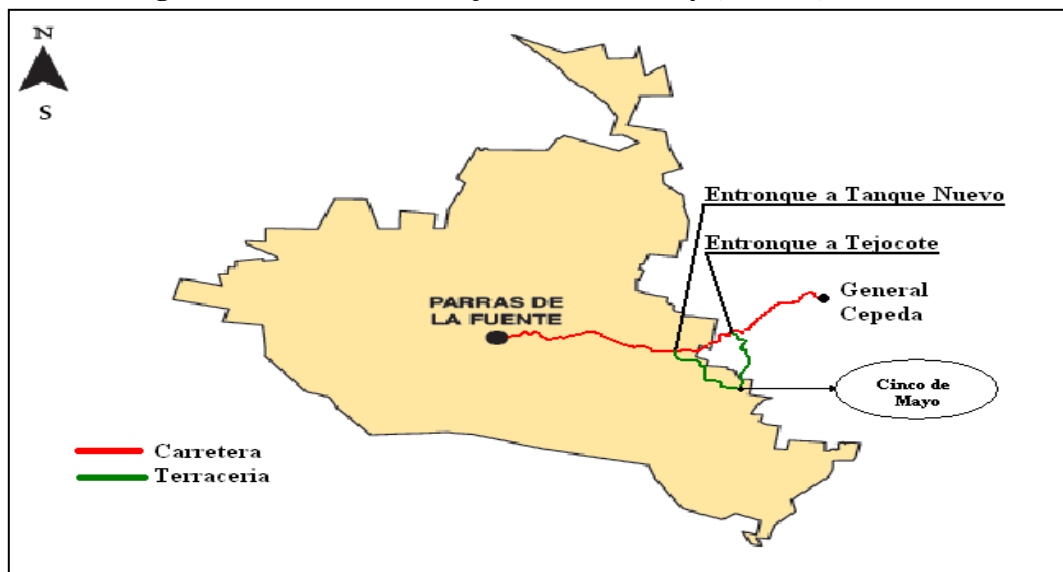 N
S
Entronque a Tanque Nuevo
Entronque a Tejocote
General
Cepeda
PARRAS DE
LA FUENTE
Cinco de
Mayo
Carretera
Terraceria